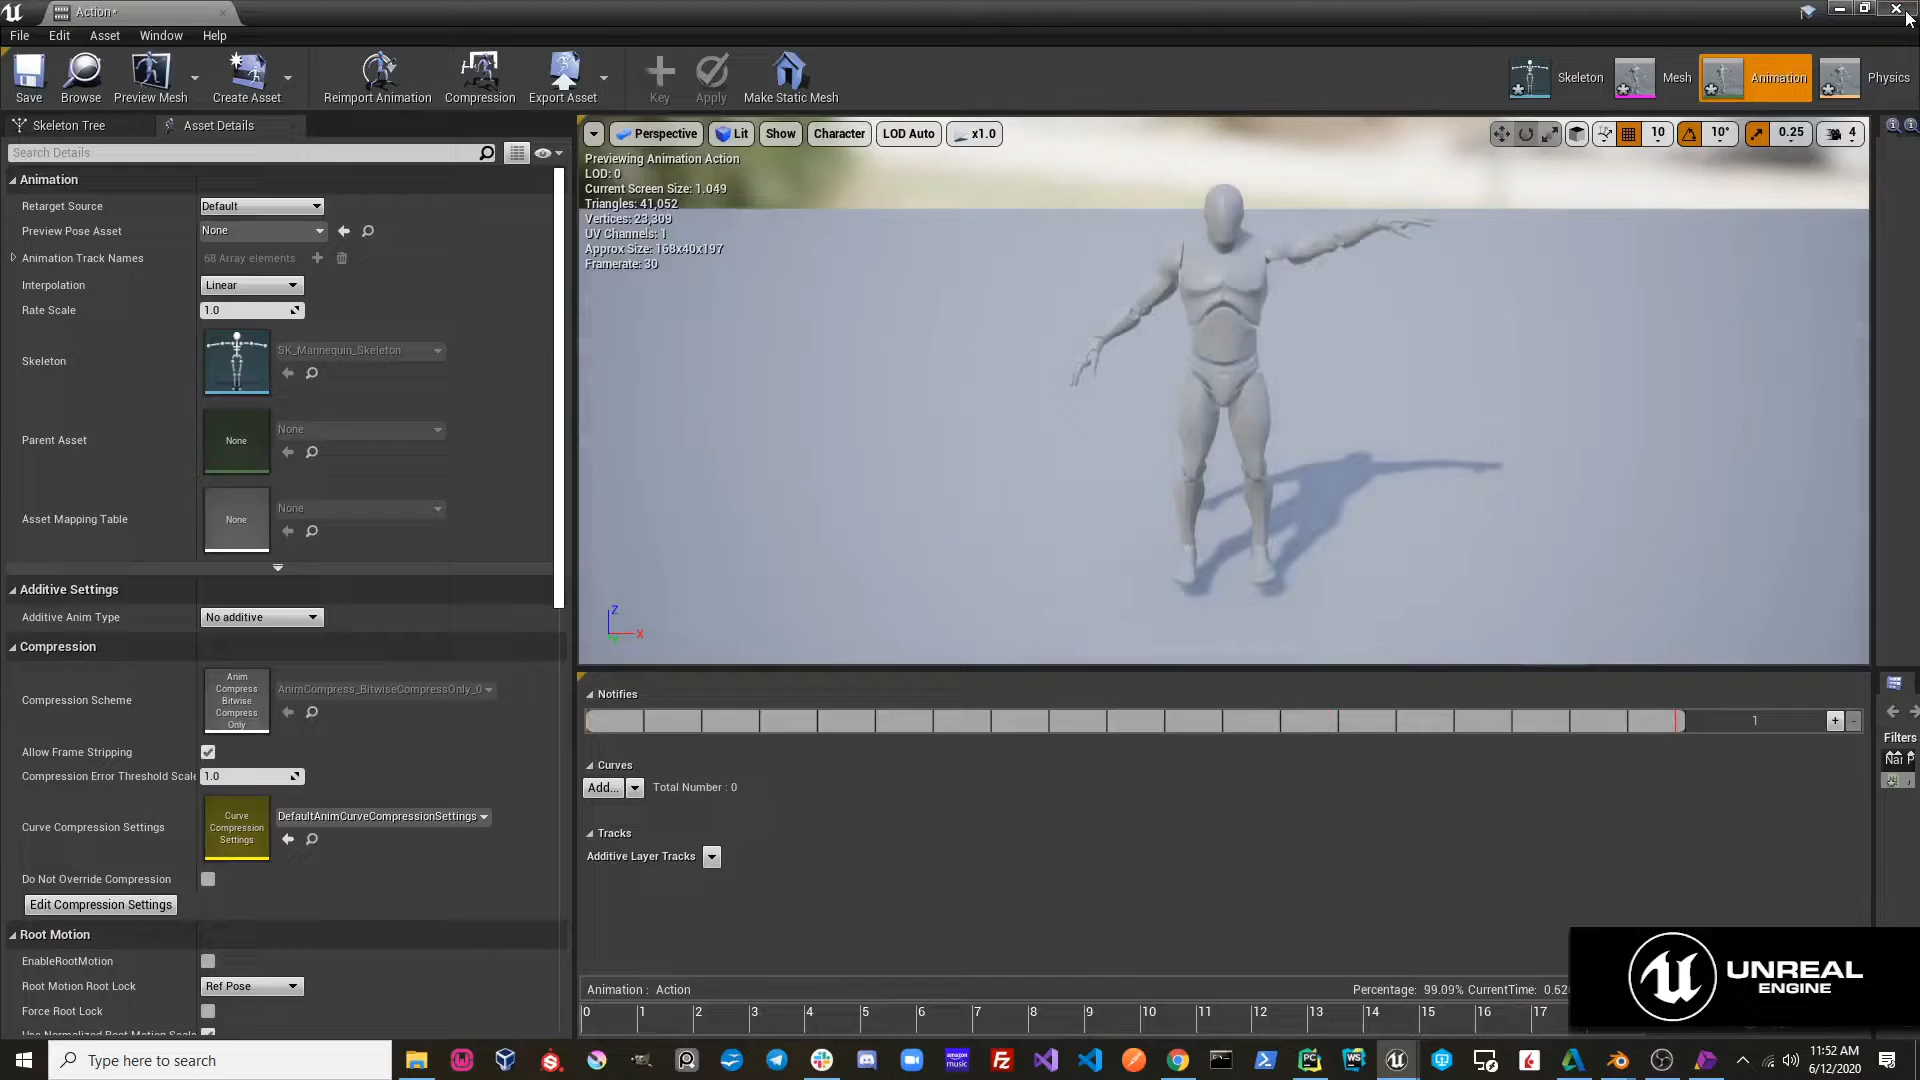 Action*
File Edit Asset Window Help
Save Browse Preview Mesh Create Asset Reimport Animation Compression Export Asset Key Apply Make Static Mesh Skeleton Mesh Animation Physics
Skeleton Tree Asset Details
Search Details
Animation
Retarget Source Default
Preview Pose Asset None
Animation Track Names 68 Array elements
Interpolation Linear
Rate Scale 1.0
Skeleton SK_Mannequin_Skeleton
Parent Asset None None
Asset Mapping Table None None
Additive Settings
Additive Anim Type No additive
Compression
Compression Scheme Anim Compress Bitwise Compress Only AnimCompress_BitwiseCompressOnly_0
Allow Frame Stripping
Compression Error Threshold Scale 1.0
Curve Compression Settings Curve Compression Settings DefaultAnimCurveCompressionSettings
Do Not Override Compression
Edit Compression Settings
Root Motion
EnableRootMotion
Root Motion Root Lock Ref Pose
Force Root Lock
Use Normalized Root Motion Scale
Perspective Lit Show Character LOD Auto x1.0 10 10° 0.25 4
Previewing Animation Action
LOD: 0
Current Screen Size: 1.049
Triangles: 41,052
Vertices: 23,309
UV Channels: 1
Approx Size: 168x40x197
Framerate: 30
Z
X
Notifies
1 + -
Curves
Add... Total Number : 0
Tracks
Additive Layer Tracks
Animation : Action Percentage: 99.09% CurrentTime: 0.52
0 1 2 3 4 5 6 7 8 9 10 11 12 13 14 15 16 17
Filters
UNREAL
ENGINE
Type here to search
11:52 AM
6/12/2020